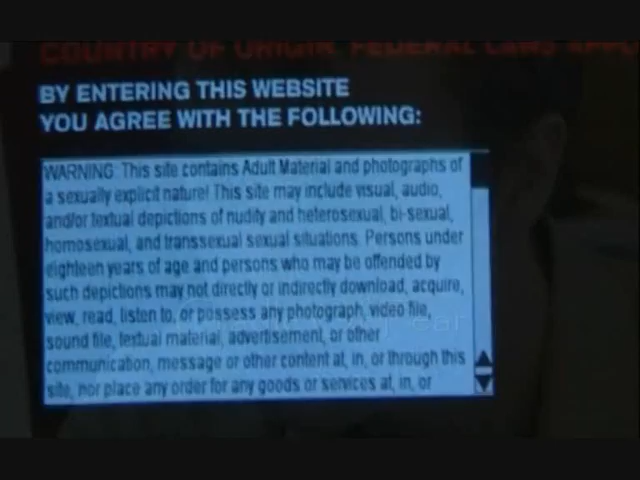 COUNTRY OF ORIGIN. FEDERAL LAWS
BY ENTERING THIS WEBSITE
YOU AGREE WITH THE FOLLOWING:
WARNING: This site contains Adult Material and photographs of
a sexually explicit nature! This site may include visual, audio,
and/or textual depictions of nudity and heterosexual, bi-sexual,
homosexual, and transsexual sexual situations. Persons under
eighteen years of age and persons who may be offended by
such depictions may not directly or indirectly download, acquire,
view, read, listen to, or possess any photograph, video file,
sound file, textual material, advertisement, or other
communication, message or other content at, in, or through this
site, nor place any order for any goods or services at, in, or